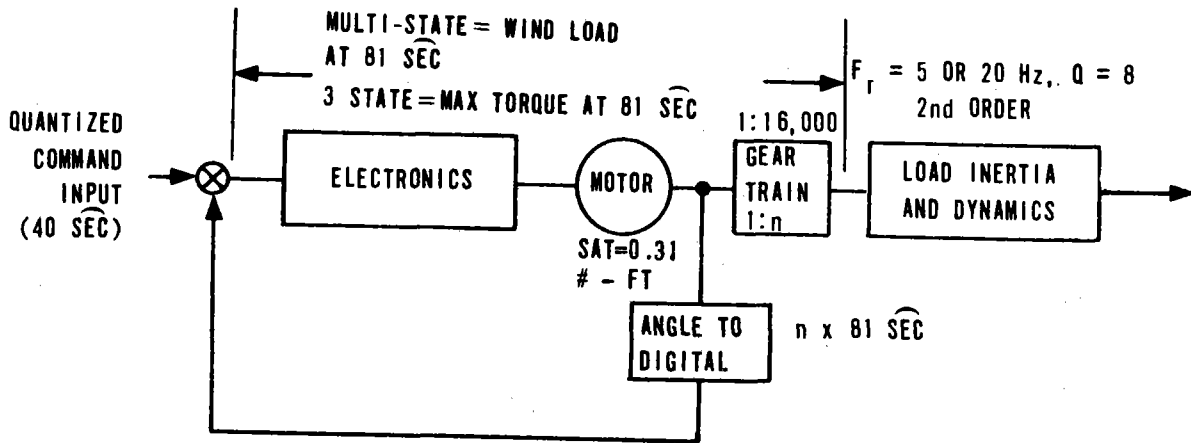 MULTI-STATE = WIND LOAD
AT 81 SEC
3 STATE = MAX TORQUE AT 81 SEC
F_r = 5 OR 20 Hz, Q = 8
2nd ORDER
QUANTIZED
COMMAND
INPUT
(40 SEC)
ELECTRONICS
MOTOR
SAT=0.31
# - FT
1:16,000
GEAR
TRAIN
1:n
LOAD INERTIA
AND DYNAMICS
ANGLE TO
DIGITAL
n x 81 SEC